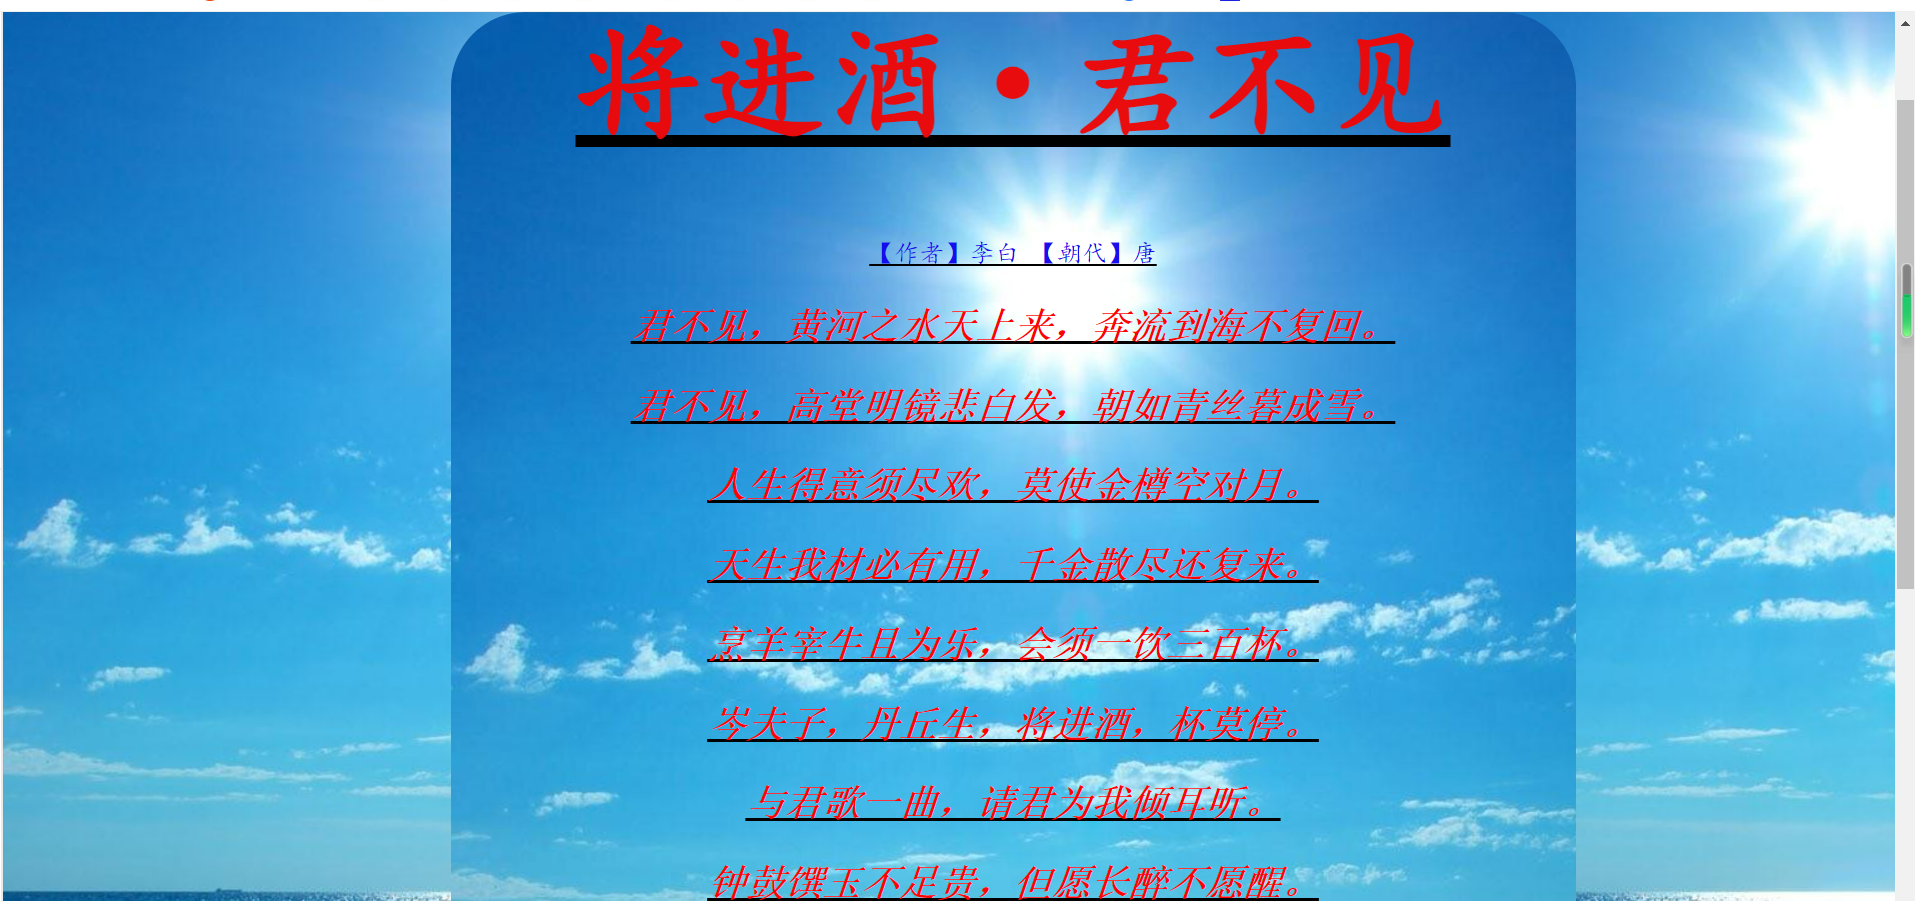 将进酒·君不见
【作者】李白 【朝代】唐
君不见，黄河之水天上来，奔流到海不复回。
君不见，高堂明镜悲白发，朝如青丝暮成雪。
人生得意须尽欢，莫使金樽空对月。
天生我材必有用，千金散尽还复来。
烹羊宰牛且为乐，会须一饮三百杯。
岑夫子，丹丘生，将进酒，杯莫停。
与君歌一曲，请君为我倾耳听。
钟鼓馔玉不足贵，但愿长醉不愿醒。